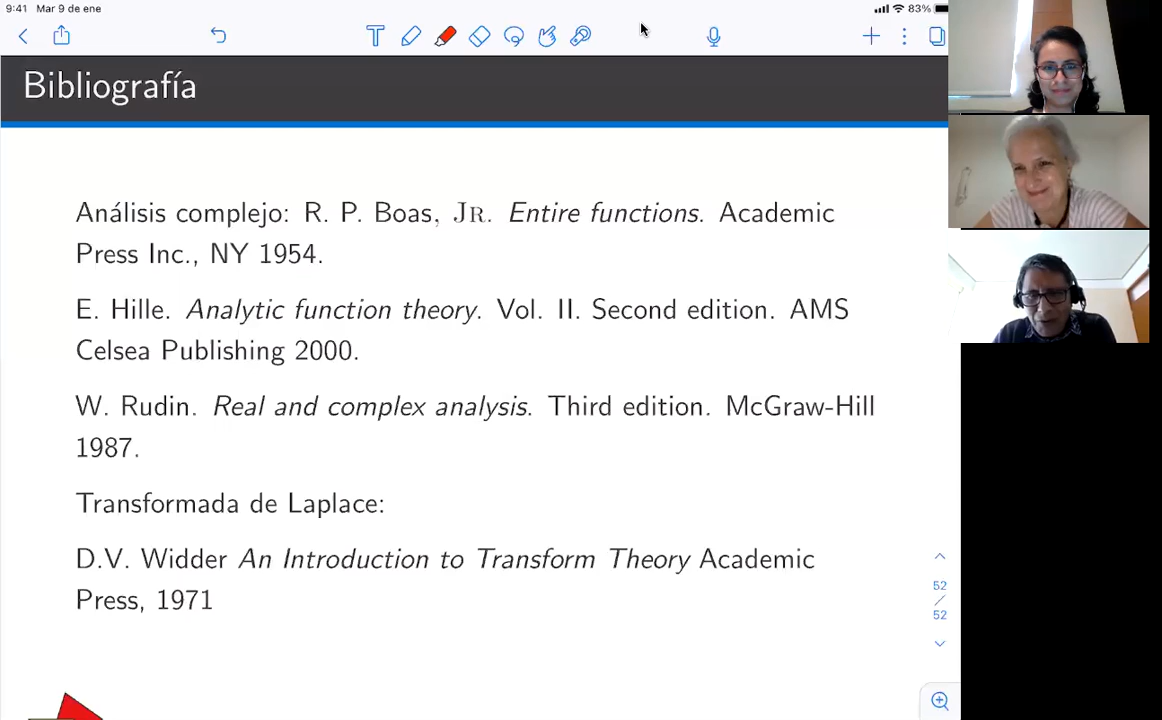 9:41 Mar 9 de ene
83%
T
Bibliografía
Análisis complejo: R. P. Boas, JR. Entire functions. Academic
Press Inc., NY 1954.
E. Hille. Analytic function theory. Vol. II. Second edition. AMS
Celsea Publishing 2000.
W. Rudin. Real and complex analysis. Third edition. McGraw-Hill
1987.
Transformada de Laplace:
D.V. Widder An Introduction to Transform Theory Academic
Press, 1971
52
/
52